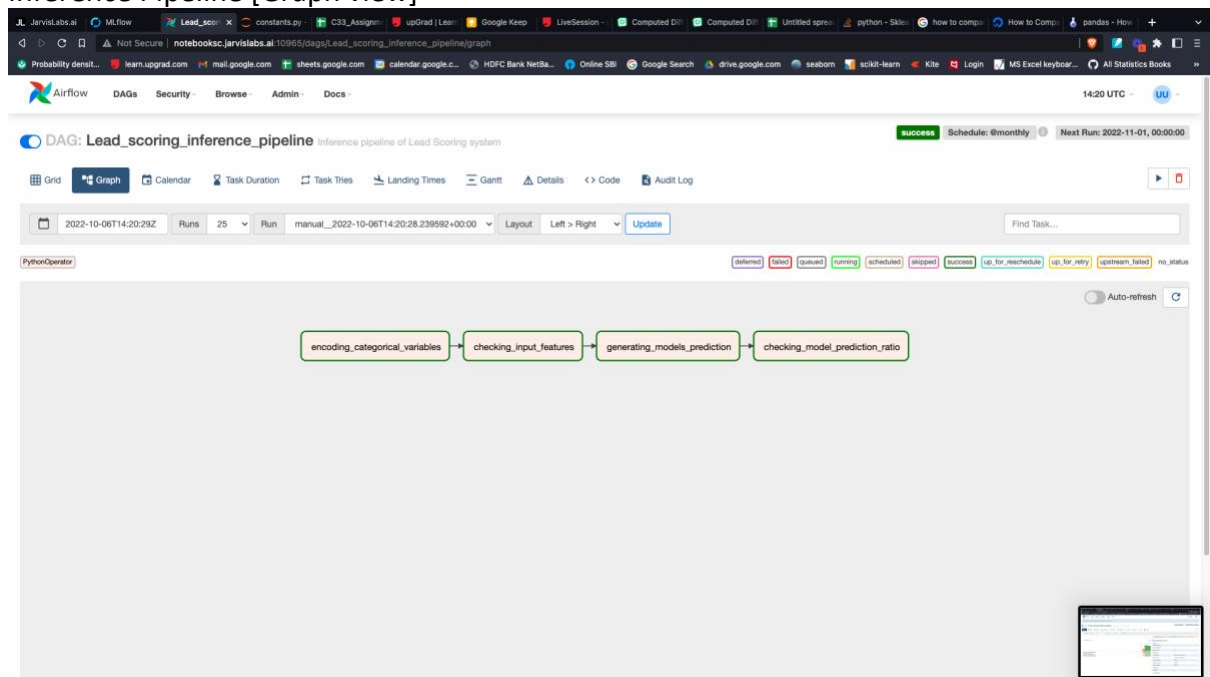 Inference Pipeline [Graph view]
JL JarvisLabs.ai MLflow Lead_scori constants.py - C33_Assignm upGrad | Learn Google Keep LiveSession - Computed Diff Computed Diff Untitled sprea python - Skle how to compa How to Compu pandas - How
Not Secure notebooksc.jarvislabs.ai:10965/dags/Lead_scoring_inference_pipeline/graph
Probability densit... learn.upgrad.com mail.google.com sheets.google.com calendar.google.c... HDFC Bank NetBa... Online SBI Google Search drive.google.com seaborn scikit-learn Kite Login MS Excel keyboar... All Statistics Books »
Airflow DAGs Security Browse Admin Docs 14:20 UTC UU
DAG: Lead_scoring_inference_pipeline Inference pipeline of Lead Scoring system success Schedule: @monthly Next Run: 2022-11-01, 00:00:00
Grid Graph Calendar Task Duration Task Tries Landing Times Gantt Details <> Code Audit Log
2022-10-06T14:20:29Z Runs 25 Run manual__2022-10-06T14:20:28.239592+00:00 Layout Left > Right Update Find Task...
PythonOperator deferred failed queued running scheduled skipped success up_for_reschedule up_for_retry upstream_failed no_status
Auto-refresh
encoding_categorical_variables checking_input_features generating_models_prediction checking_model_prediction_ratio